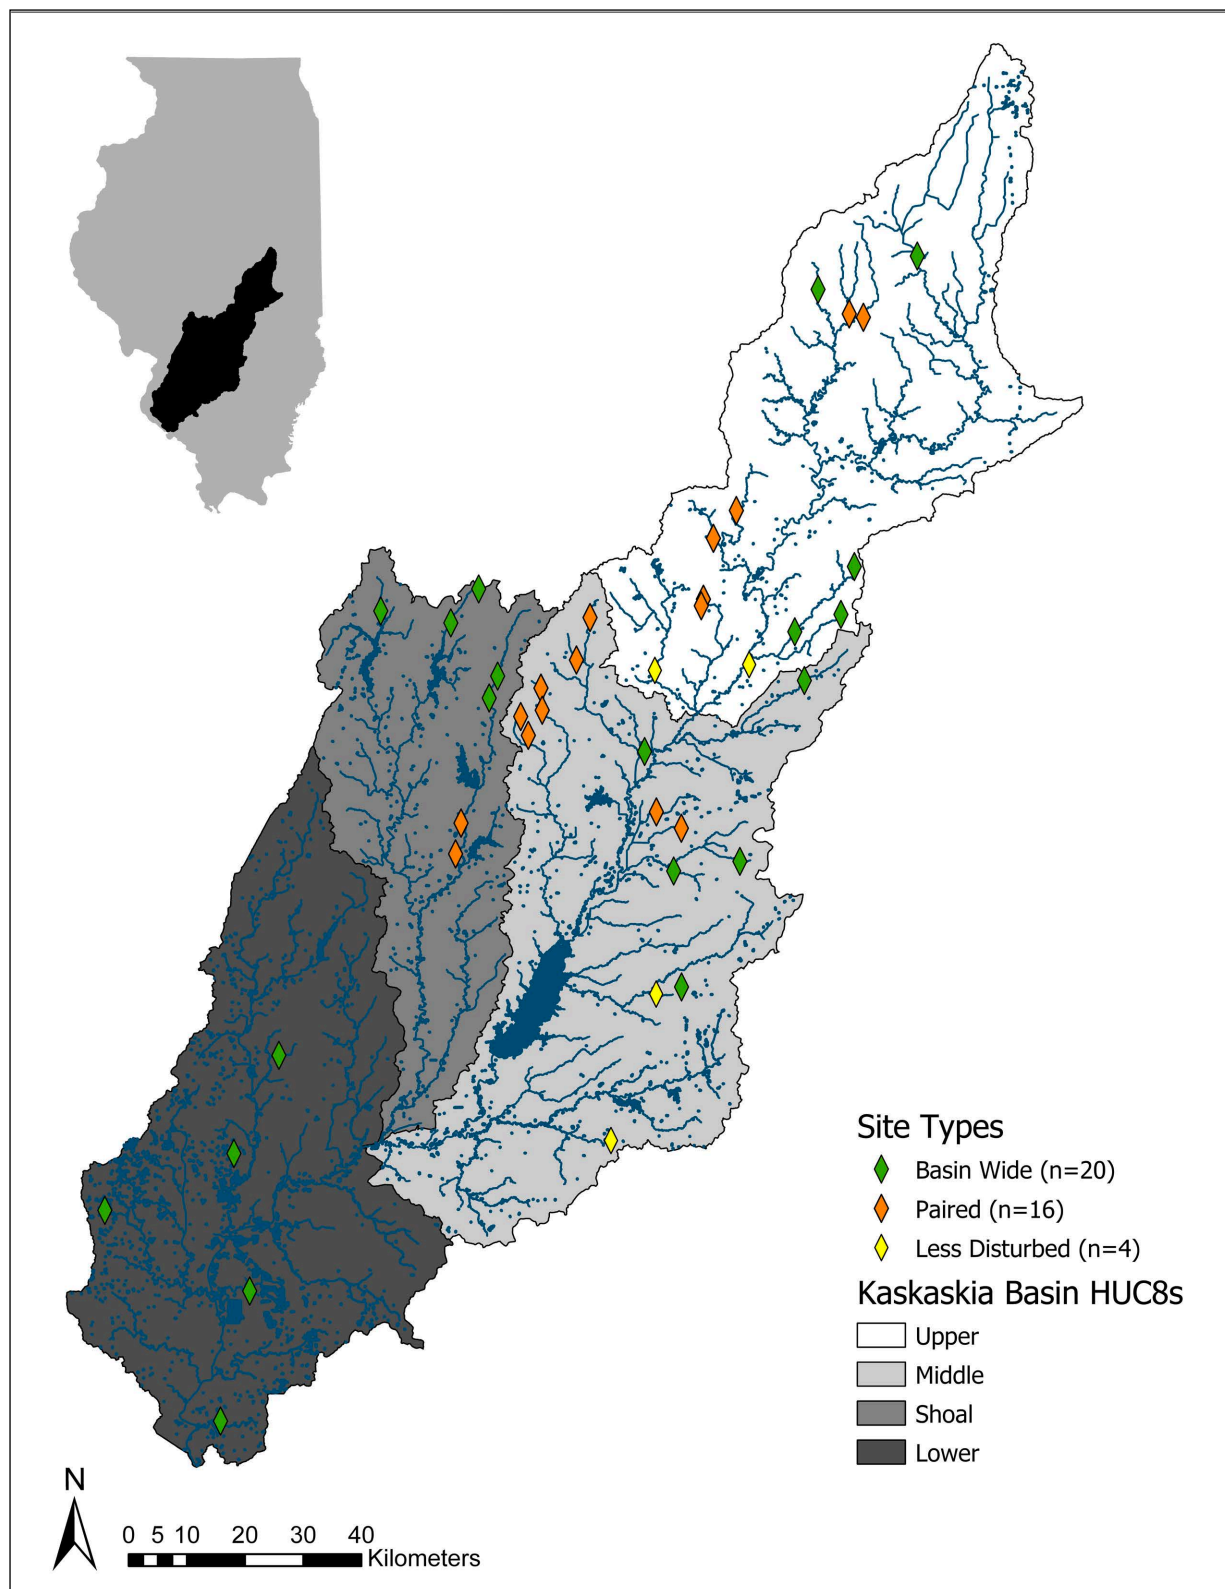 Site Types
Basin Wide (n=20)
Paired (n=16)
Less Disturbed (n=4)
Kaskaskia Basin HUC8s
Upper
Middle
Shoal
Lower
N
0 5 10 20 30 40
Kilometers